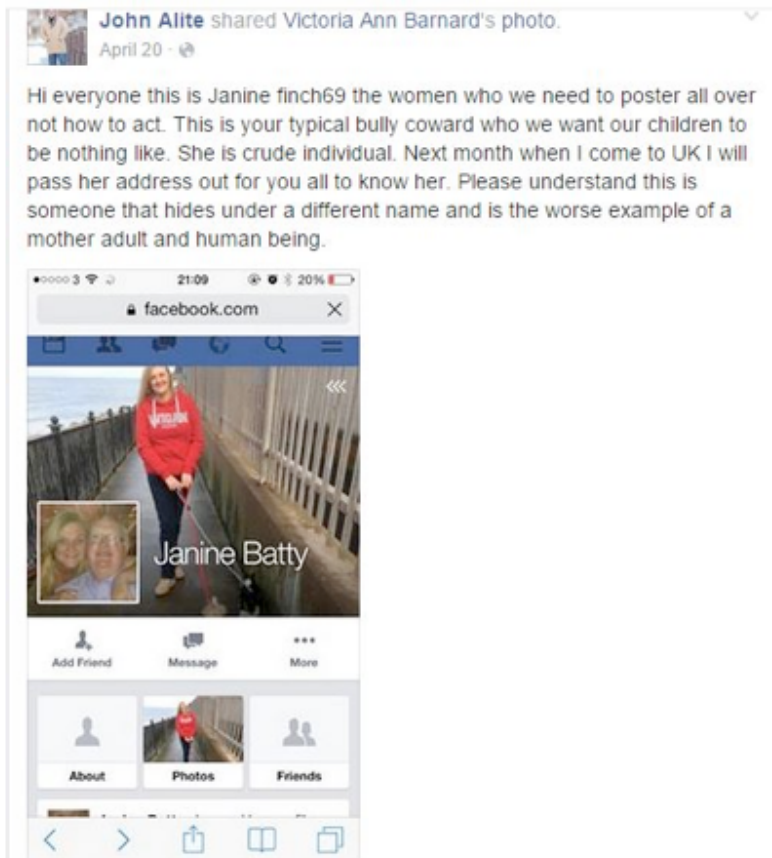 John Alite shared Victoria Ann Barnard's photo.
April 20 ·
Hi everyone this is Janine finch69 the women who we need to poster all over
not how to act. This is your typical bully coward who we want our children to
be nothing like. She is crude individual. Next month when I come to UK I will
pass her address out for you all to know her. Please understand this is
someone that hides under a different name and is the worse example of a
mother adult and human being.
3 21:09 20%
facebook.com
Janine Batty
Add Friend Message More
About Photos Friends